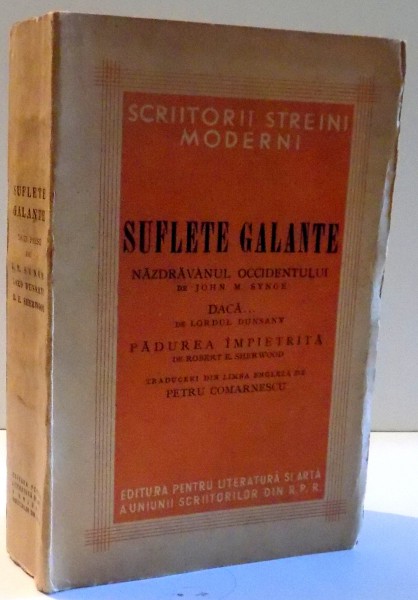 SUFLETE
GALANTE
SCRIITORII STREINI
MODERNI
SUFLETE GALANTE
NĂZDRĂVANUL OCCIDENTULUI
DE JOHN M. SYNGE
DACĂ...
DE LORDUL DUNSANY
PĂDUREA ÎMPIETRITĂ
DE ROBERT E. SHERWOOD
TRADUCERI DIN LIMBA ENGLEZĂ DE
PETRU COMARNESCU
EDITURA PENTRU LITERATURĂ ȘI ARTĂ
A UNIUNII SCRIITORILOR DIN R.P.R.